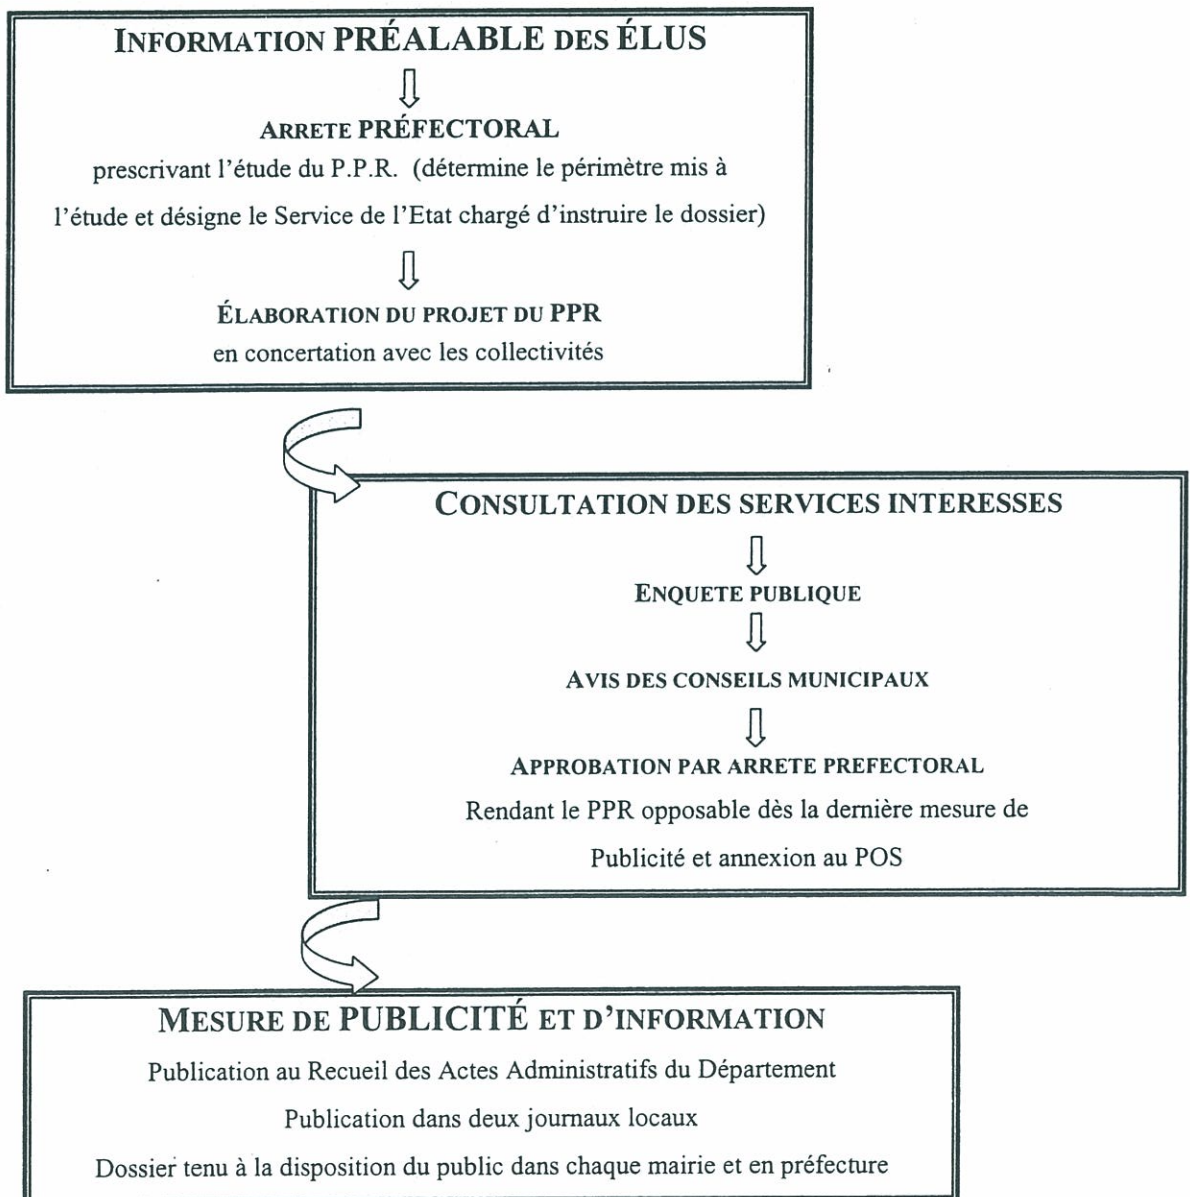 INFORMATION PRÉALABLE DES ÉLUS
ARRETE PRÉFECTORAL
prescrivant l'étude du P.P.R. (détermine le périmètre mis à
l'étude et désigne le Service de l'Etat chargé d'instruire le dossier)
ÉLABORATION DU PROJET DU PPR
en concertation avec les collectivités
CONSULTATION DES SERVICES INTERESSES
ENQUETE PUBLIQUE
AVIS DES CONSEILS MUNICIPAUX
APPROBATION PAR ARRETE PREFECTORAL
Rendant le PPR opposable dès la dernière mesure de
Publicité et annexion au POS
MESURE DE PUBLICITÉ ET D'INFORMATION
Publication au Recueil des Actes Administratifs du Département
Publication dans deux journaux locaux
Dossier tenu à la disposition du public dans chaque mairie et en préfecture